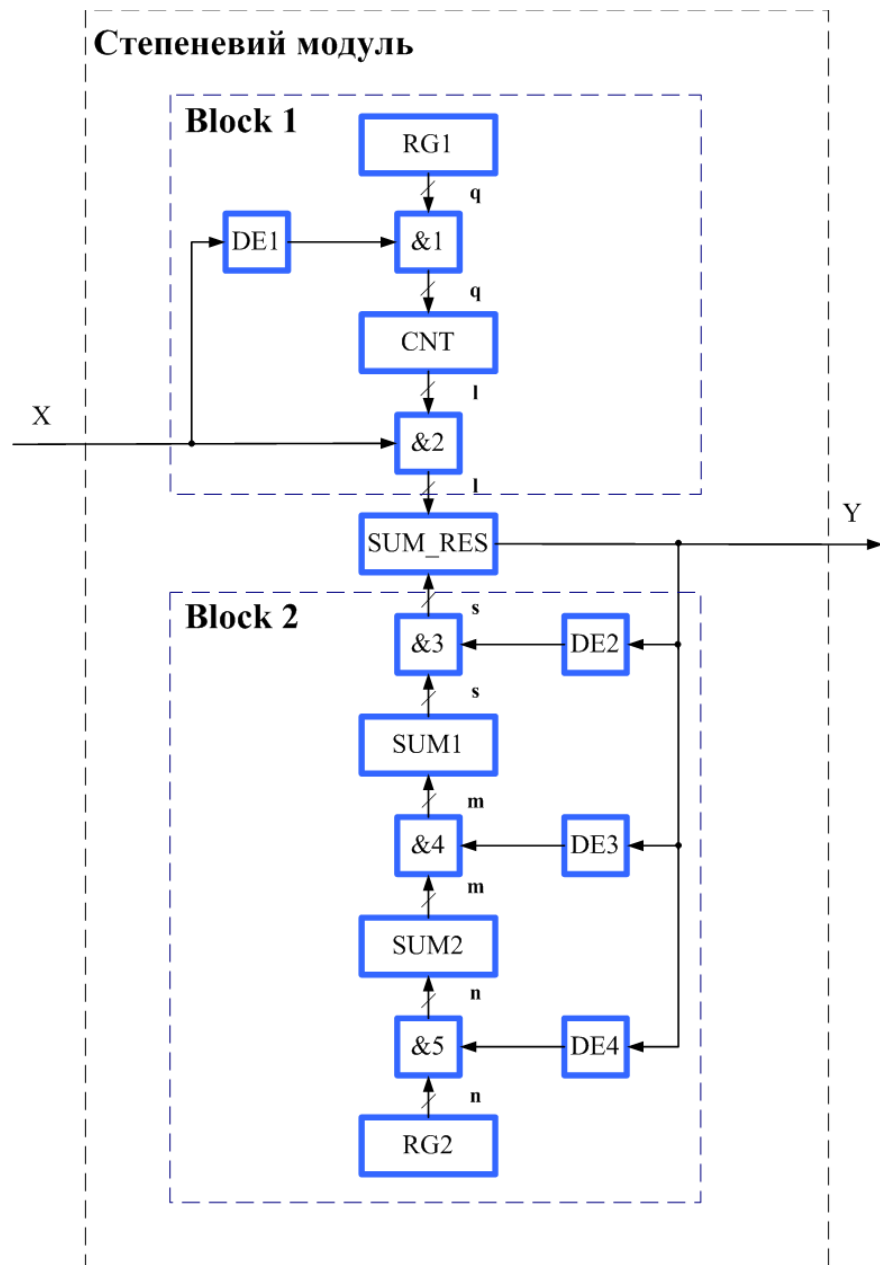 Степеневий модуль
Block 1
RG1
q
DE1
&1
q
CNT
l
X
&2
l
SUM_RES
Y
Block 2
s
&3
DE2
s
SUM1
m
&4
DE3
m
SUM2
n
&5
DE4
n
RG2